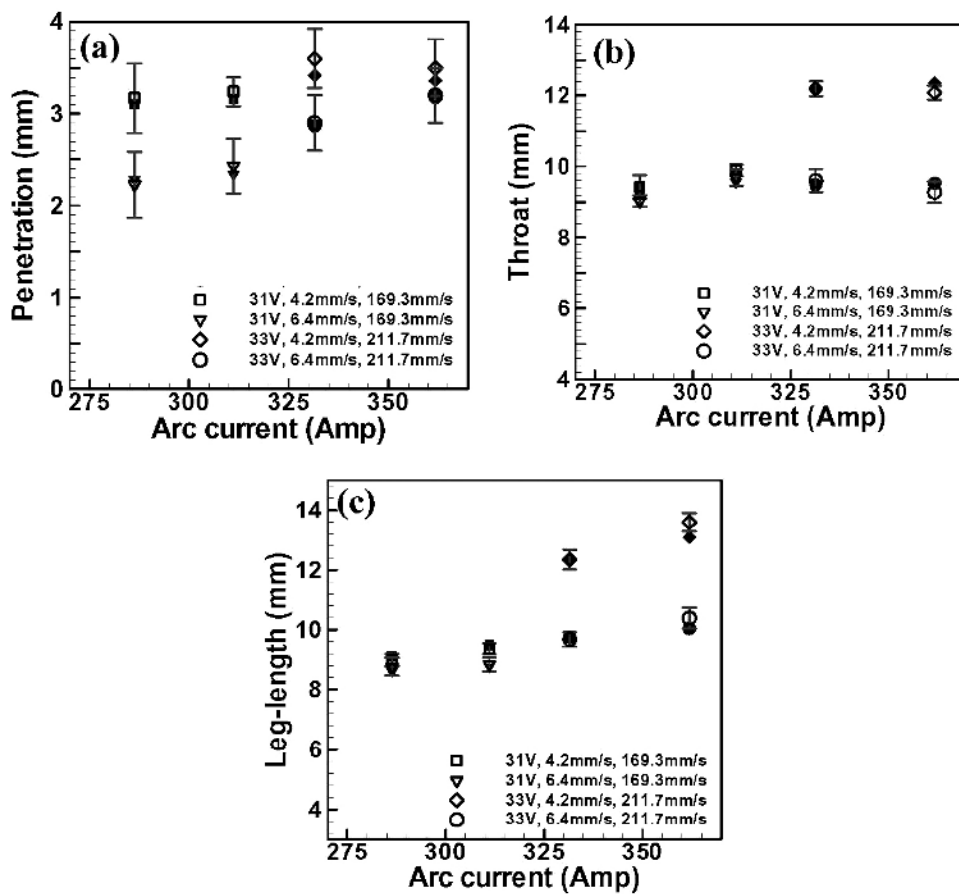 (a)
Penetration (mm)
4
3
2
1
0
31V, 4.2mm/s, 169.3mm/s
31V, 6.4mm/s, 169.3mm/s
33V, 4.2mm/s, 211.7mm/s
33V, 6.4mm/s, 211.7mm/s
275 300 325 350
Arc current (Amp)
(b)
Throat (mm)
14
12
10
8
6
4
31V, 4.2mm/s, 169.3mm/s
31V, 6.4mm/s, 169.3mm/s
33V, 4.2mm/s, 211.7mm/s
33V, 6.4mm/s, 211.7mm/s
275 300 325 350
Arc current (Amp)
(c)
Leg-length (mm)
14
12
10
8
6
4
31V, 4.2mm/s, 169.3mm/s
31V, 6.4mm/s, 169.3mm/s
33V, 4.2mm/s, 211.7mm/s
33V, 6.4mm/s, 211.7mm/s
275 300 325 350
Arc current (Amp)